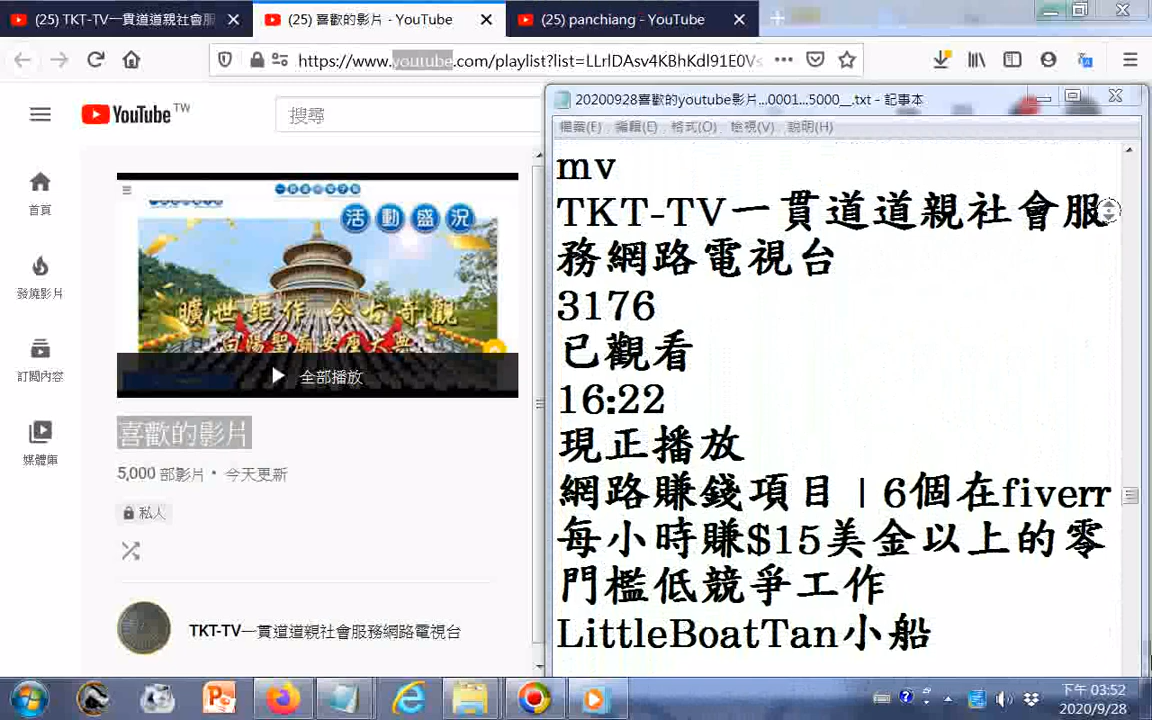 (25) TKT-TV一貫道道親社會服
(25) 喜歡的影片 - YouTube
(25) panchiang - YouTube
https://www.youtube.com/playlist?list=LLrlDAsv4KBhKdl91E0Vs
YouTube TW
搜尋
首頁
發燒影片
訂閱內容
媒體庫
活動盛況
曠世鉅作 今古奇觀
全部播放
喜歡的影片
5,000 部影片 • 今天更新
私人
TKT-TV一貫道道親社會服務網路電視台
20200928喜歡的youtube影片...0001...5000__.txt - 記事本
檔案(F) 編輯(E) 格式(O) 檢視(V) 說明(H)
mv
TKT-TV一貫道道親社會服
務網路電視台
3176
已觀看
16:22
現正播放
網路賺錢項目 | 6個在fiverr
每小時賺$15美金以上的零
門檻低競爭工作
LittleBoatTan小船
下午 03:52
2020/9/28